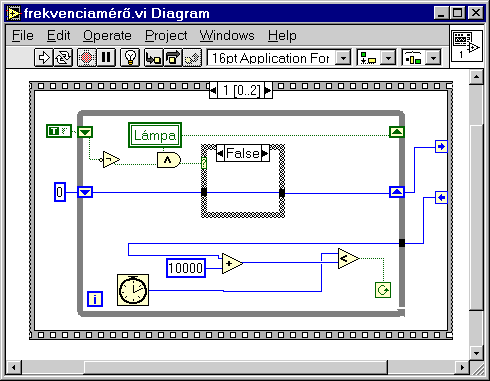 frekvenciamérő.vi Diagram
File Edit Operate Project Windows Help
16pt Application For
1
1 [0..2]
T F
Lámpa
False
?
0
10000
+
<
i